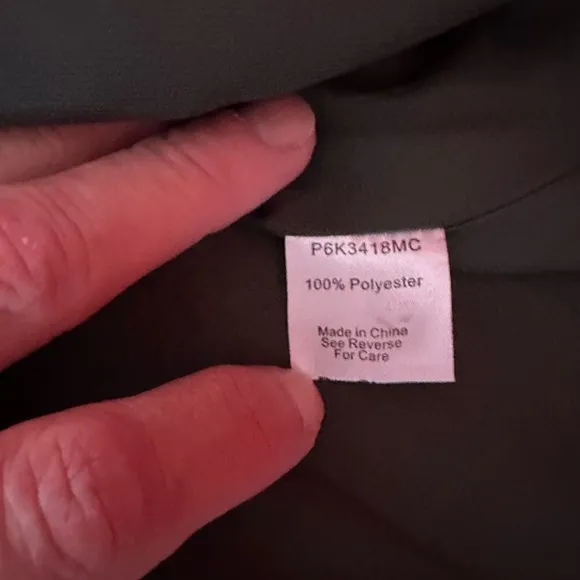 P6K3418MC
100% Polyester
Made in China
See Reverse
For Care